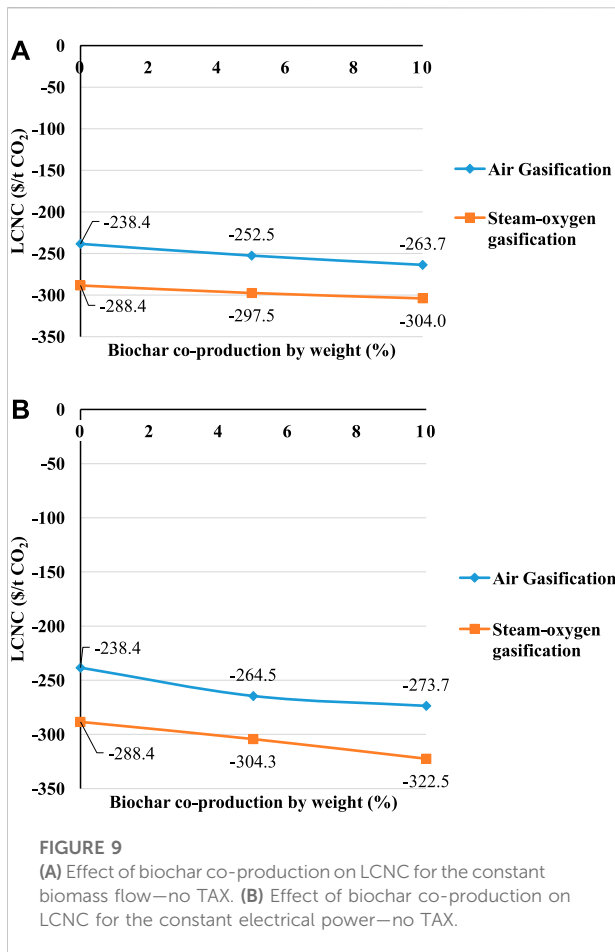 A
0 2 4 6 8 10
0
-50
-100
-150
-200
-250
-300
-350
LCNC ($/t CO₂)
-238.4
-252.5
-263.7
-288.4
-297.5
-304.0
Biochar co-production by weight (%)
Air Gasification
Steam-oxygen
gasification
B
0 2 4 6 8 10
0
-50
-100
-150
-200
-250
-300
-350
LCNC ($/t CO₂)
-238.4
-264.5
-273.7
-288.4
-304.3
-322.5
Biochar co-production by weight (%)
Air Gasification
Steam-oxygen
gasification
FIGURE 9
(A) Effect of biochar co-production on LCNC for the constant
biomass flow—no TAX. (B) Effect of biochar co-production on
LCNC for the constant electrical power—no TAX.